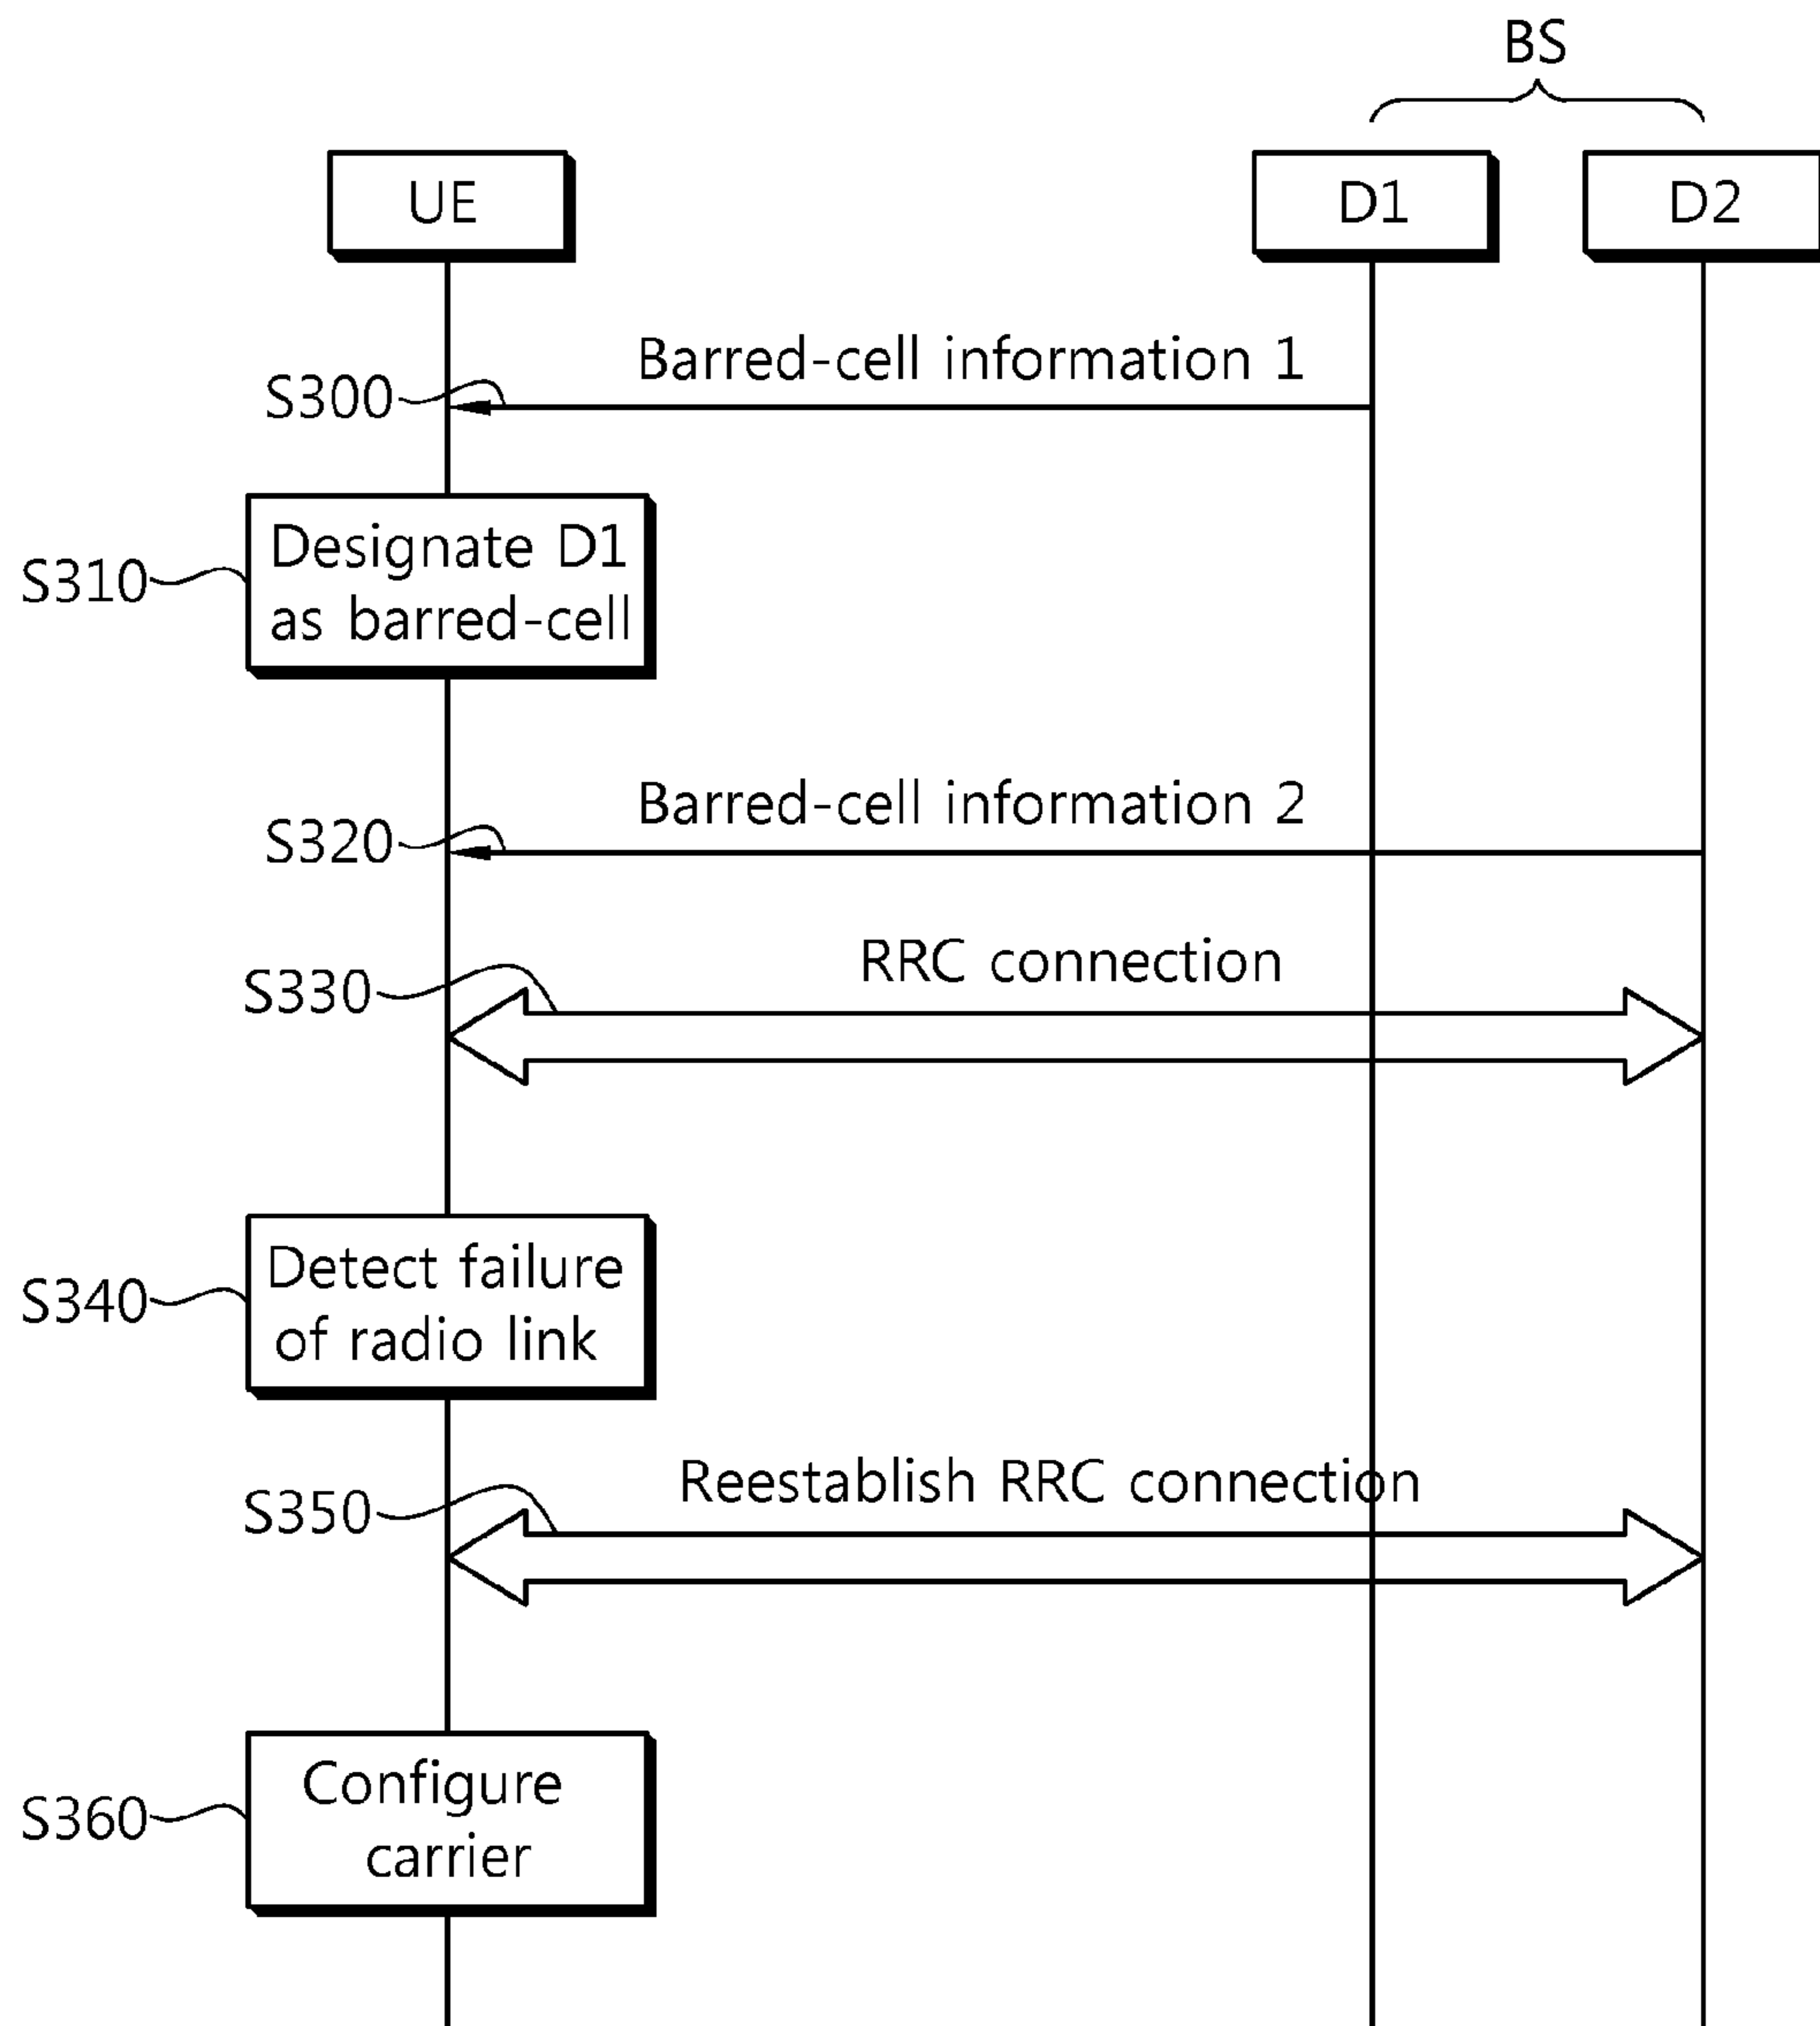 BS
UE
D1
D2
Barred-cell information 1
S300
Designate D1
as barred-cell
S310
Barred-cell information 2
S320
RRC connection
S330
Detect failure
of radio link
S340
Reestablish RRC connection
S350
Configure
carrier
S360